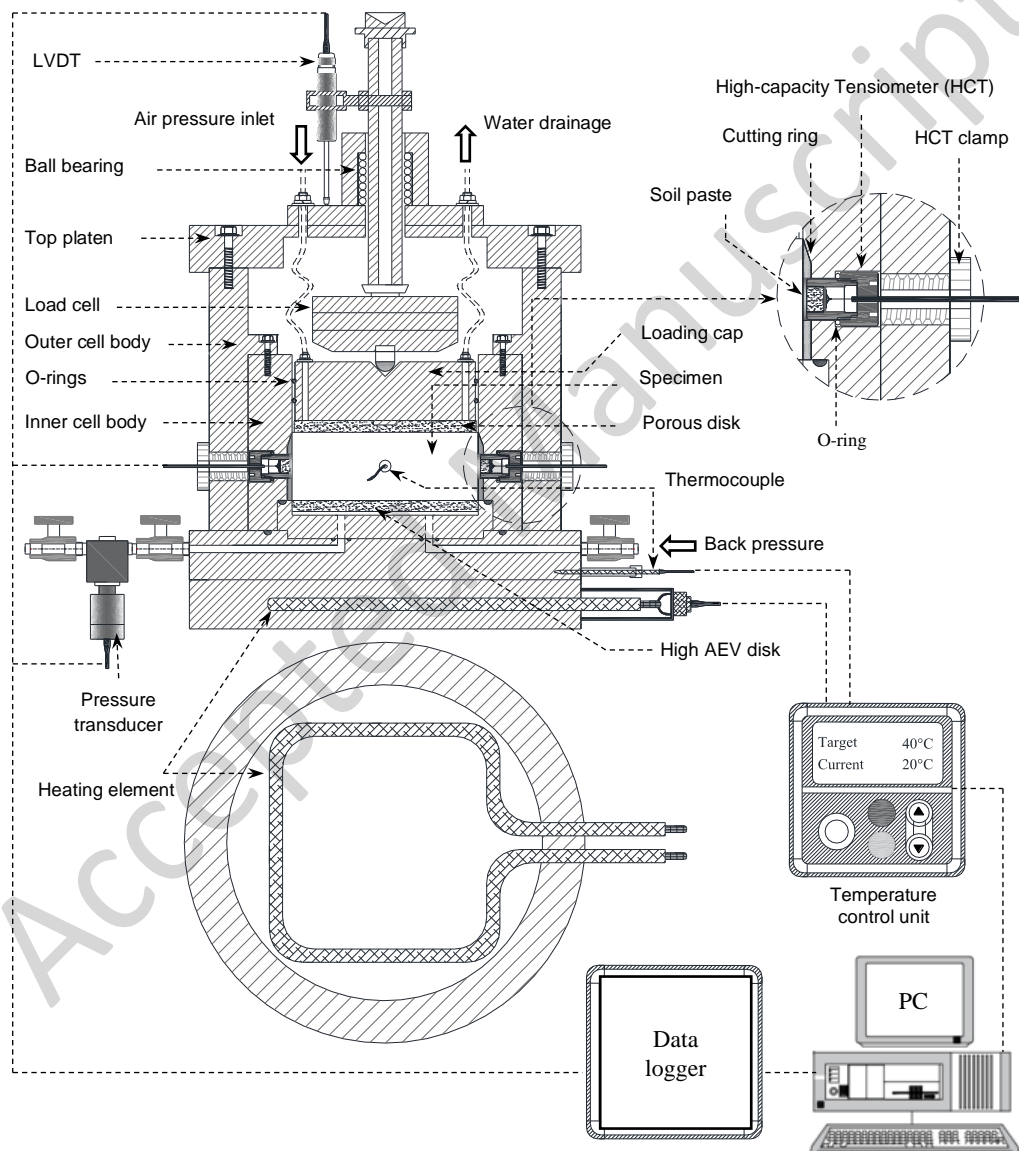 LVDT
Air pressure inlet
Water drainage
Ball bearing
Top platen
Load cell
Outer cell body
O-rings
Inner cell body
Loading cap
Specimen
Porous disk
Thermocouple
High-capacity Tensiometer (HCT)
Cutting ring
HCT clamp
Soil paste
O-ring
Back pressure
High AEV disk
Pressure
transducer
Heating element
Target 40°C
Current 20°C
Temperature
control unit
Data
logger
PC
Accepted Manuscript